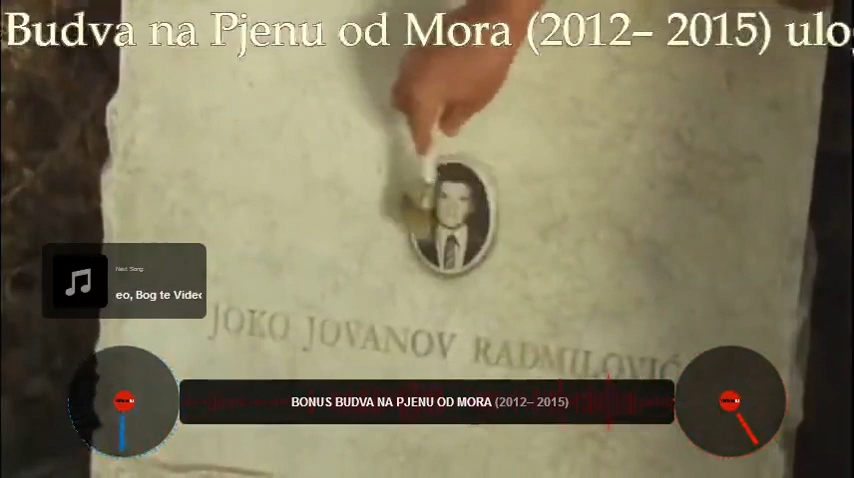 Budva na Pjenu od Mora (2012– 2015) ulo
Next Song:
eo, Bog te Videc
JOKO JOVANOV RADMILOVIĆ
BONUS BUDVA NA PJENU OD MORA (2012– 2015)